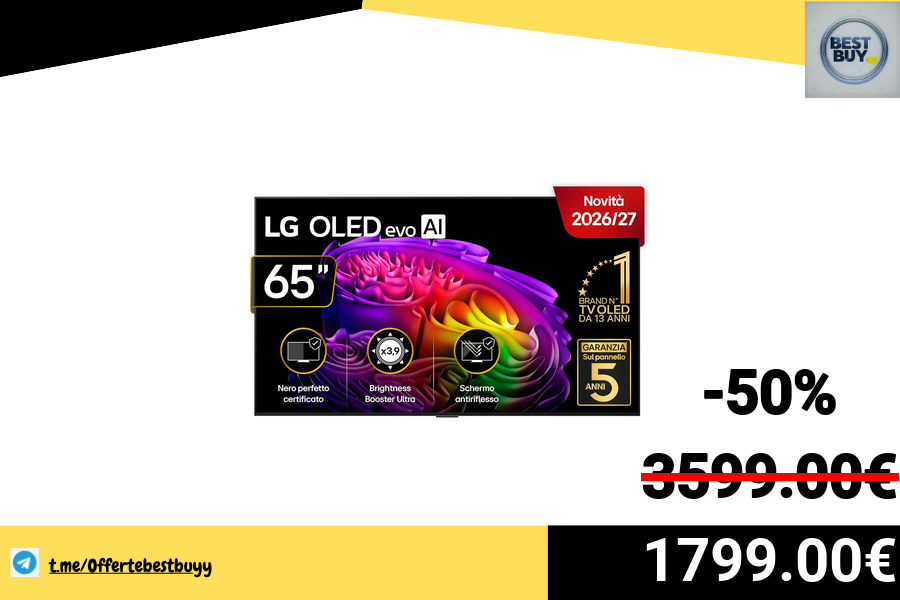 BEST
BUY
Novità
2026/27
LG OLED evo AI
65"
1
BRAND N°
TV OLED
DA 13 ANNI
x3,9
Nero perfetto
certificato
Brightness
Booster Ultra
Schermo
antiriflesso
GARANZIA
Sul pannello
5
ANNI
-50%
3599.00€
1799.00€
t.me/Offertebestbuyy